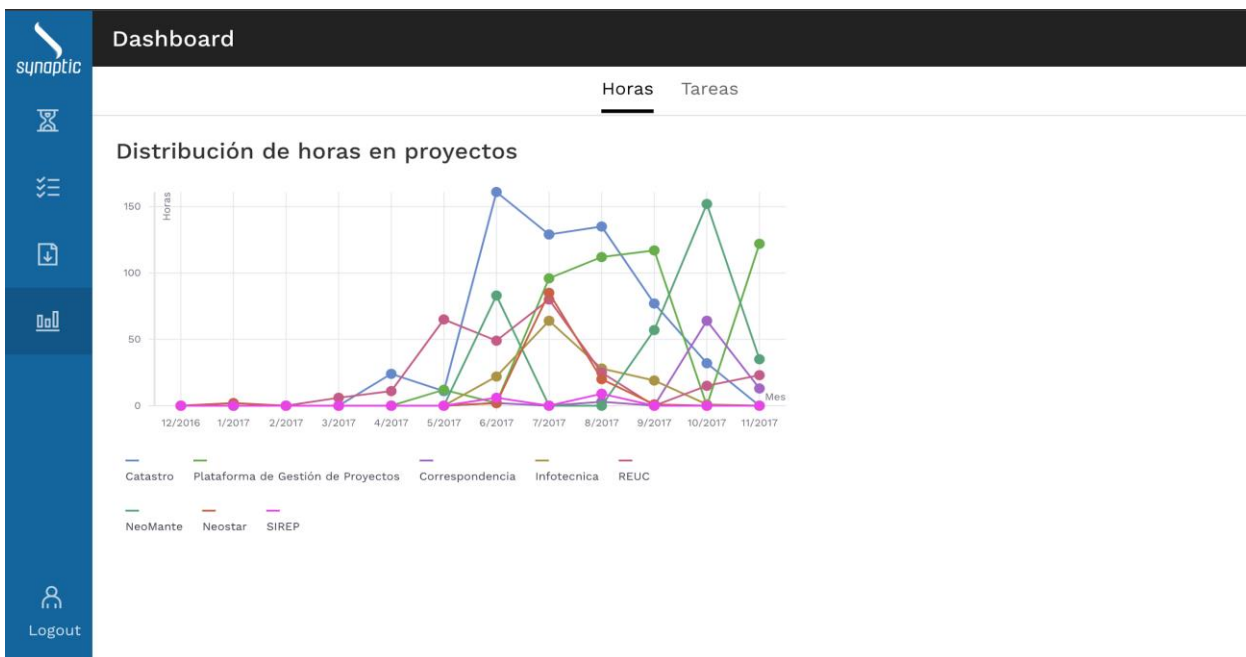 synaptic
Dashboard
Horas Tareas
Distribución de horas en proyectos
Horas
150
100
50
0
Mes
12/2016 1/2017 2/2017 3/2017 4/2017 5/2017 6/2017 7/2017 8/2017 9/2017 10/2017 11/2017
Catastro Plataforma de Gestión de Proyectos Correspondencia Infotecnica REUC
NeoMante Neostar SIREP
Logout